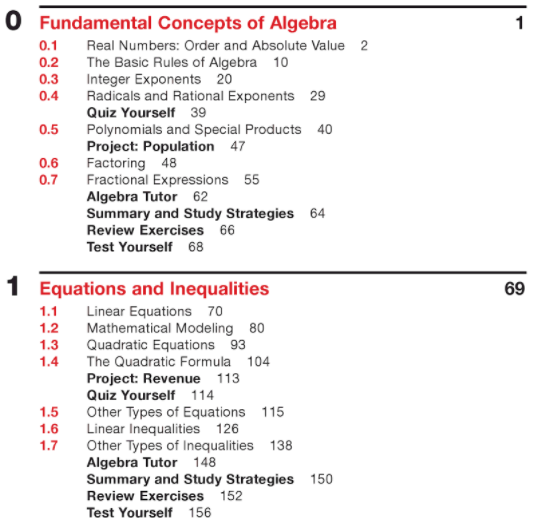 0 Fundamental Concepts of Algebra 1
0.1 Real Numbers: Order and Absolute Value 2
0.2 The Basic Rules of Algebra 10
0.3 Integer Exponents 20
0.4 Radicals and Rational Exponents 29
Quiz Yourself 39
0.5 Polynomials and Special Products 40
Project: Population 47
0.6 Factoring 48
0.7 Fractional Expressions 55
Algebra Tutor 62
Summary and Study Strategies 64
Review Exercises 66
Test Yourself 68
1 Equations and Inequalities 69
1.1 Linear Equations 70
1.2 Mathematical Modeling 80
1.3 Quadratic Equations 93
1.4 The Quadratic Formula 104
Project: Revenue 113
Quiz Yourself 114
1.5 Other Types of Equations 115
1.6 Linear Inequalities 126
1.7 Other Types of Inequalities 138
Algebra Tutor 148
Summary and Study Strategies 150
Review Exercises 152
Test Yourself 156